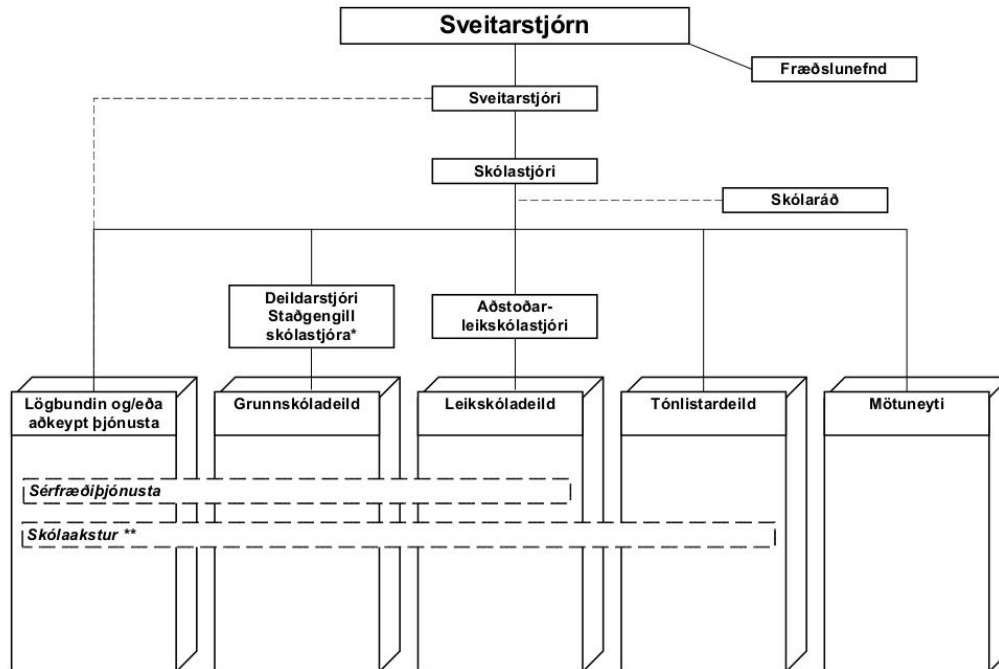 Sveitarstjórn
Fræðslunefnd
Sveitarstjóri
Skólastjóri
Skólaráð
Deildarstjóri
Staðgengill
skólastjóra*
Aðstoðar-
leikskólastjóri
Lögbundin og/eða
aðkeypt þjónusta
Grunnskóladeild
Leikskóladeild
Tónlistardeild
Mötuneyti
Sérfræðiþjónusta
Skólaakstur **